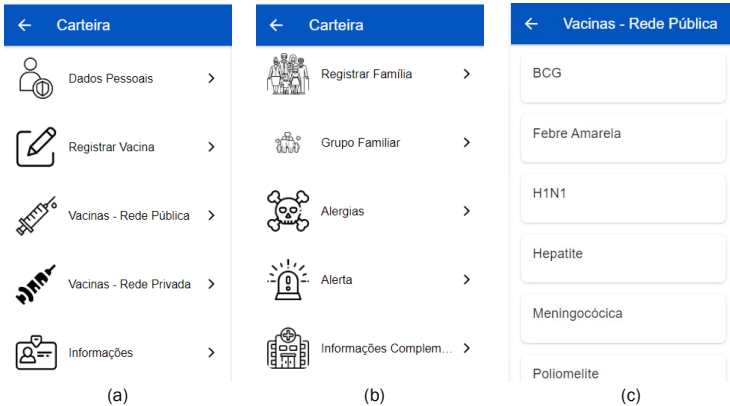 Carteira
Dados Pessoais
Registrar Vacina
Vacinas - Rede Pública
Vacinas - Rede Privada
Informações
(a)
Carteira
Registrar Família
Grupo Familiar
Alergias
Alerta
Informações Complem...
(b)
Vacinas - Rede Pública
BCG
Febre Amarela
H1N1
Hepatite
Meningocócica
Poliomelite
(c)